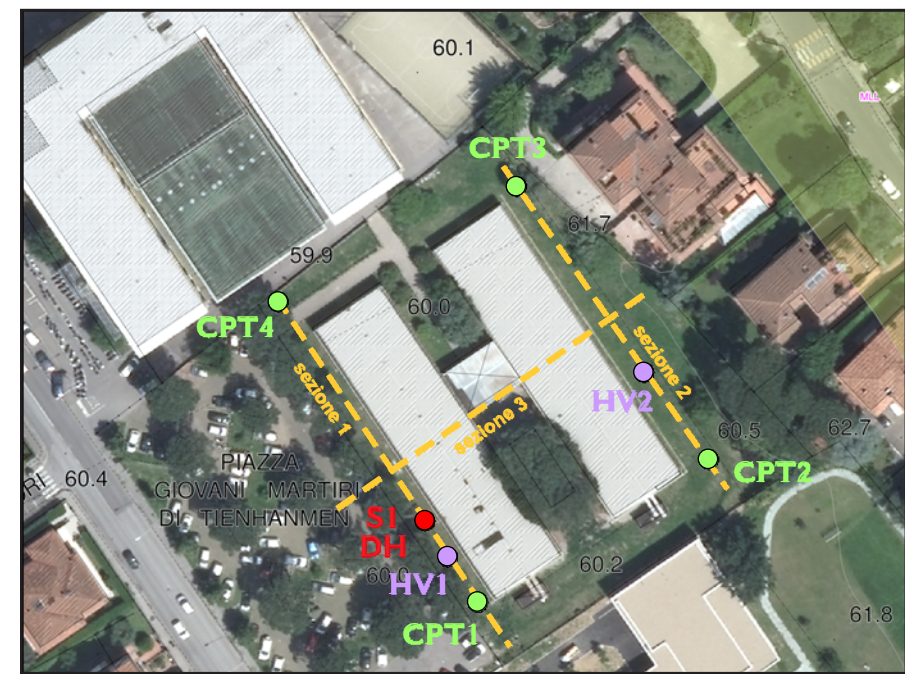 60.1
MLL
CPT3
61.7
59.9
60.0
CPT4
sezione 1
sezione 2
HV2
sezione 3
60.5
62.7
CPT2
PIAZZA
GIOVANI MARTIRI
DI TIENHANMEN
60.4
RI
S1
DH
60.0
HV1
60.2
61.8
CPT1